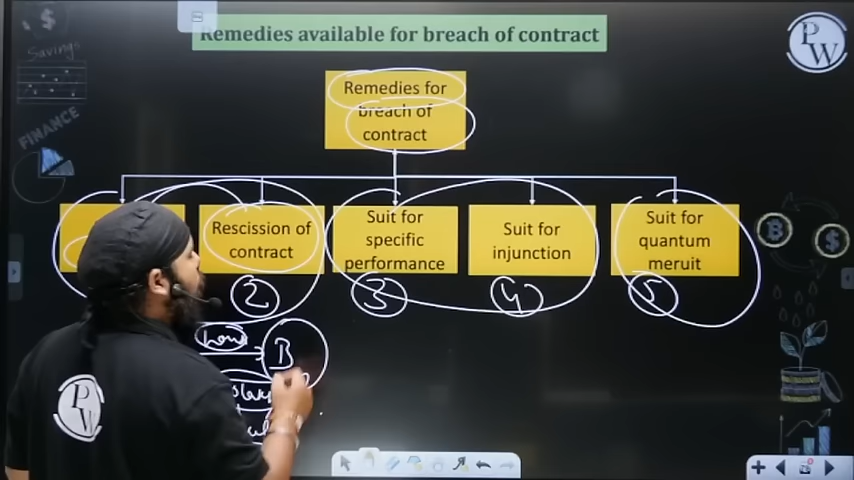 Savings
Remedies available for breach of contract
P
W
FINANCE
Remedies for
breach of
contract
Rescission of
contract
Suit for
specific
performance
Suit for
injunction
Suit for
quantum
meruit
2
3
4
5
B
P
W